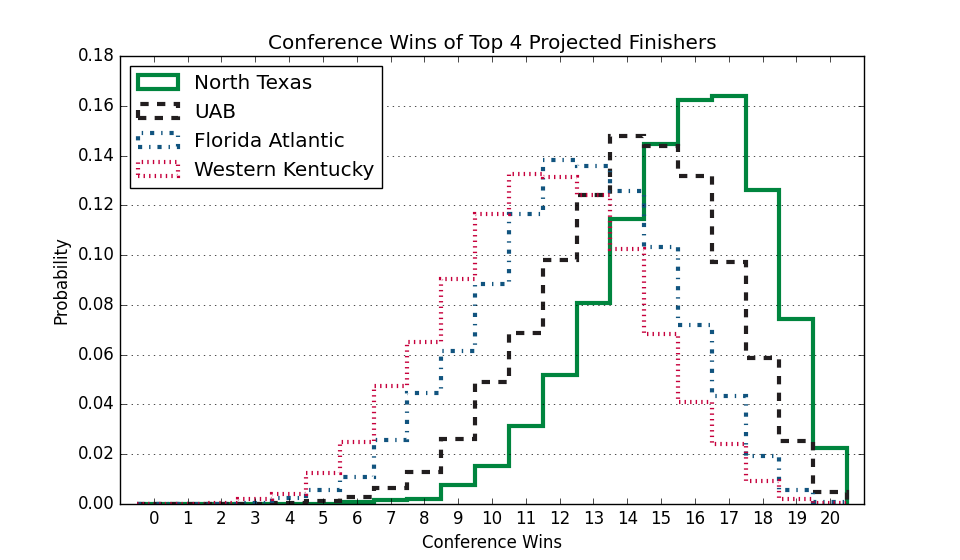 Conference Wins of Top 4 Projected Finishers
0.18
0.16
0.14
0.12
0.10
0.08
0.06
0.04
0.02
0.00
Probability
North Texas
UAB
Florida Atlantic
Western Kentucky
0 1 2 3 4 5 6 7 8 9 10 11 12 13 14 15 16 17 18 19 20
Conference Wins